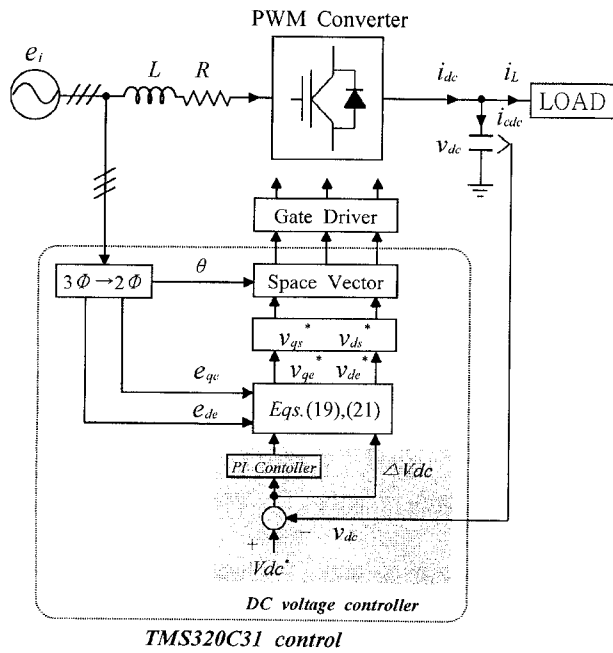 PWM Converter
e_i
L R
i_dc i_L
LOAD
i_cdc
v_dc
Gate Driver
3Φ→2Φ
θ
Space Vector
v_qs* v_ds*
v_qe* v_de*
e_qe
e_de
Eqs.(19),(21)
PI Contoller
△Vdc
+ −
v_dc
Vdc*
DC voltage controller
TMS320C31 control